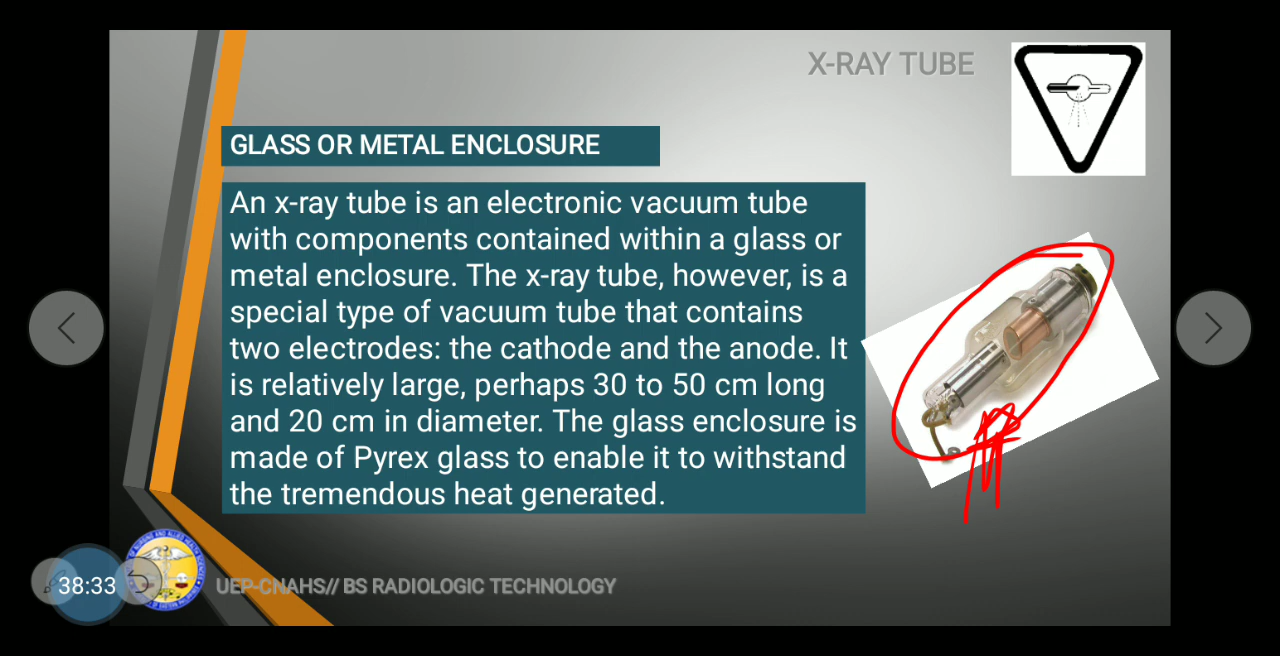 X-RAY TUBE
GLASS OR METAL ENCLOSURE
An x-ray tube is an electronic vacuum tube
with components contained within a glass or
metal enclosure. The x-ray tube, however, is a
special type of vacuum tube that contains
two electrodes: the cathode and the anode. It
is relatively large, perhaps 30 to 50 cm long
and 20 cm in diameter. The glass enclosure is
made of Pyrex glass to enable it to withstand
the tremendous heat generated.
38:33
UEP-CNAHS// BS RADIOLOGIC TECHNOLOGY